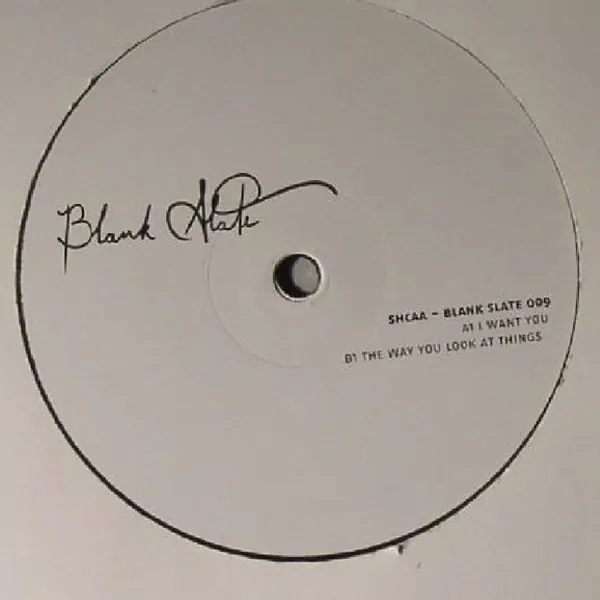 Blank Slate
SHCAA – BLANK SLATE 009
A1 I WANT YOU
B1 THE WAY YOU LOOK AT THINGS